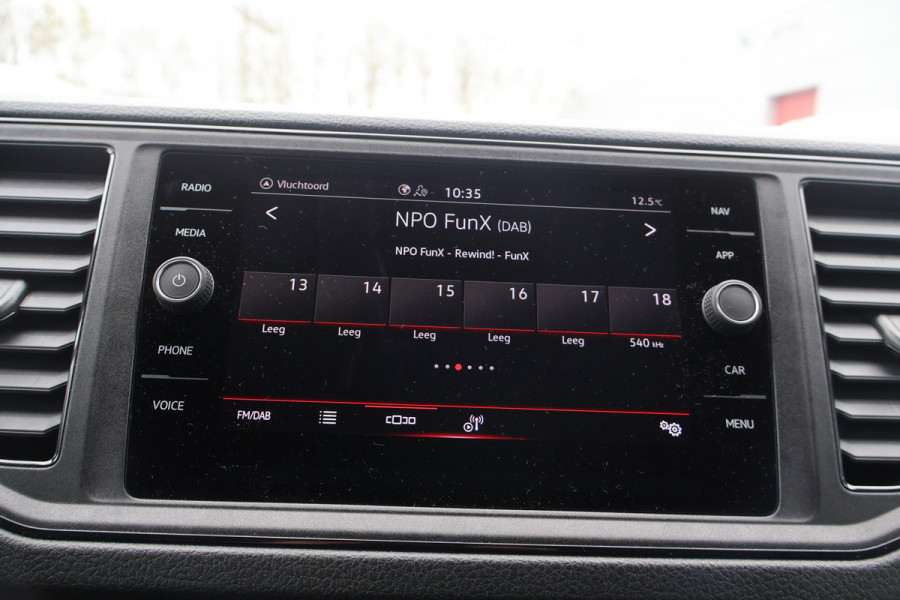 RADIO
MEDIA
PHONE
VOICE
Vluchtoord
10:35
12.5°C
< NPO FunX (DAB) >
NPO FunX - Rewind! - FunX
13 14 15 16 17 18
Leeg Leeg Leeg Leeg Leeg 540 kHz
FM/DAB
NAV
APP
CAR
MENU